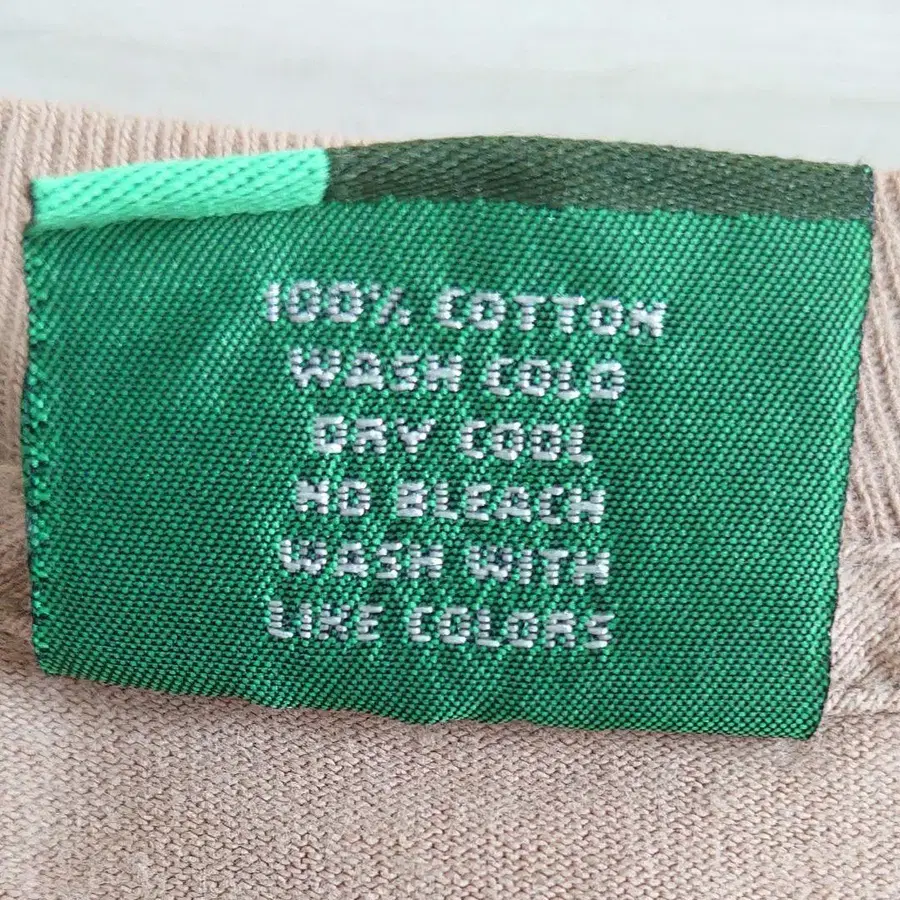 100% COTTON
WASH COLD
DRY COOL
NO BLEACH
WASH WITH
LIKE COLORS